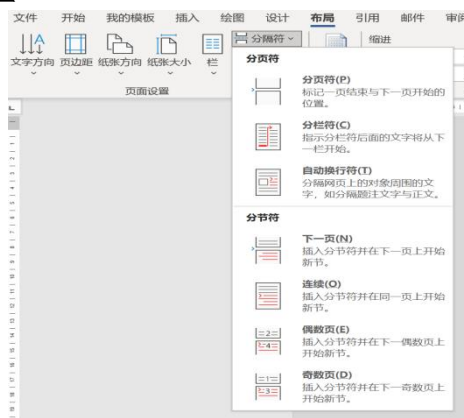 文件 开始 我的模板 插入 绘图 设计 布局 引用 邮件 审阅
分隔符 缩进
文字方向 页边距 纸张方向 纸张大小 栏
页面设置
分页符
分页符(P)
标记一页结束与下一页开始的
位置。
分栏符(C)
指示分栏符后面的文字将从下
一栏开始。
自动换行符(T)
分隔网页上的对象周围的文
字，如分隔题注文字与正文。
分节符
下一页(N)
插入分节符并在下一页上开始
新节。
连续(O)
插入分节符并在同一页上开始
新节。
偶数页(E)
插入分节符并在下一偶数页上
开始新节。
奇数页(D)
插入分节符并在下一奇数页上
开始新节。